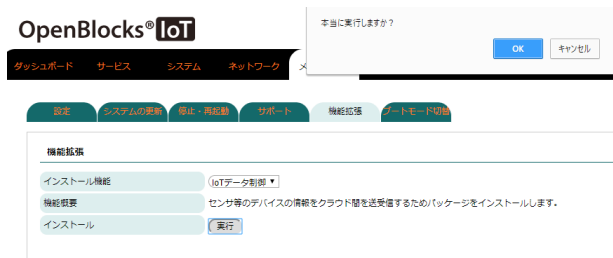 OpenBlocks® IoT
本当に実行しますか？
OK キャンセル
ダッシュボード サービス システム ネットワーク
設定 システムの更新 停止・再起動 サポート 機能拡張 ブートモード切替
機能拡張
インストール機能 IoTデータ制御 ▼
機能概要 センサ等のデバイスの情報をクラウド間を送受信するためパッケージをインストールします。
インストール 実行